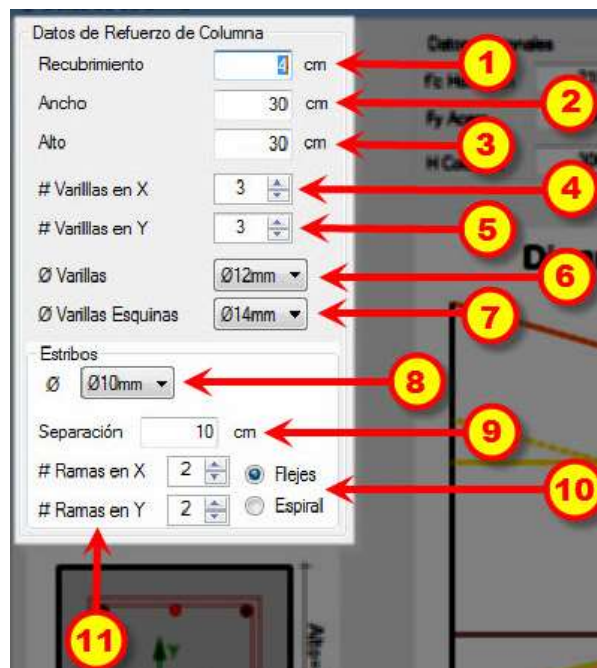 Datos de Refuerzo de Columna
Recubrimiento 4 cm 1
Ancho 30 cm 2
Alto 30 cm 3
# Varilllas en X 3 4
# Varilllas en Y 3 5
Ø Varillas Ø12mm 6
Ø Varillas Esquinas Ø14mm 7
Estribos
Ø Ø10mm 8
Separación 10 cm 9
# Ramas en X 2 Flejes 10
# Ramas en Y 2 Espiral
11
Y